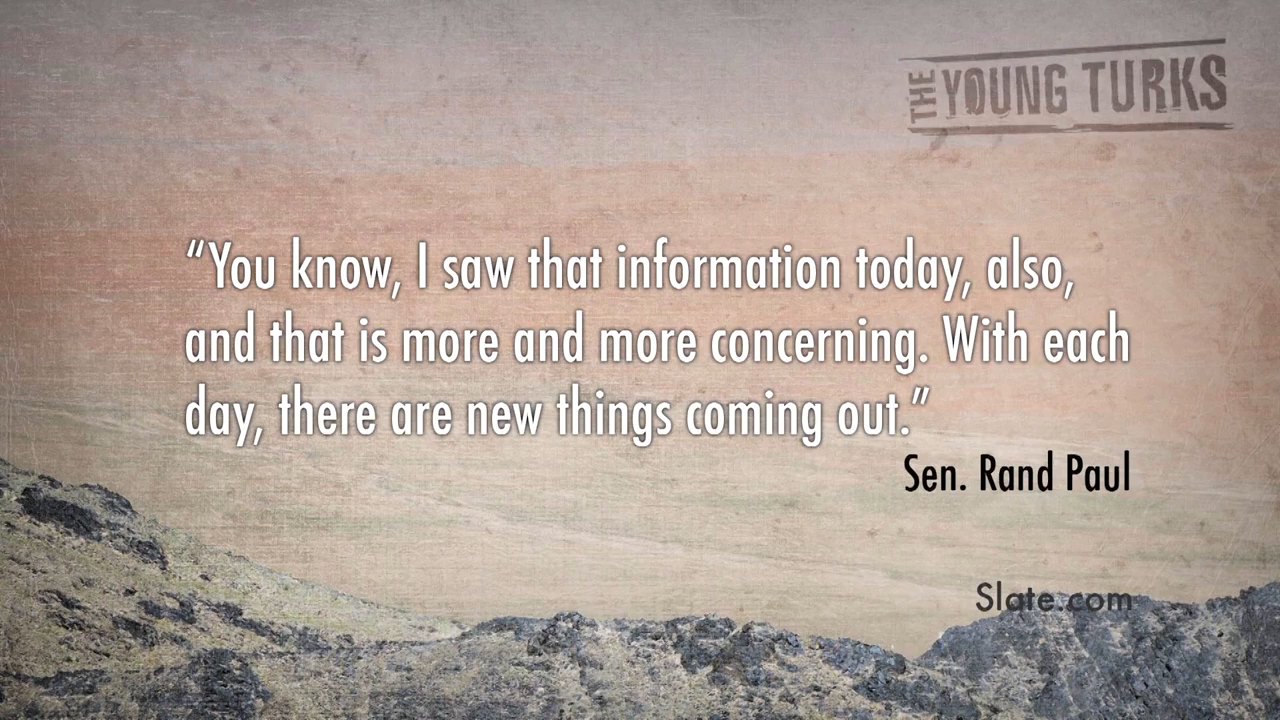 THE YOUNG TURKS
“You know, I saw that information today, also,
and that is more and more concerning. With each
day, there are new things coming out.”
Sen. Rand Paul
Slate.com